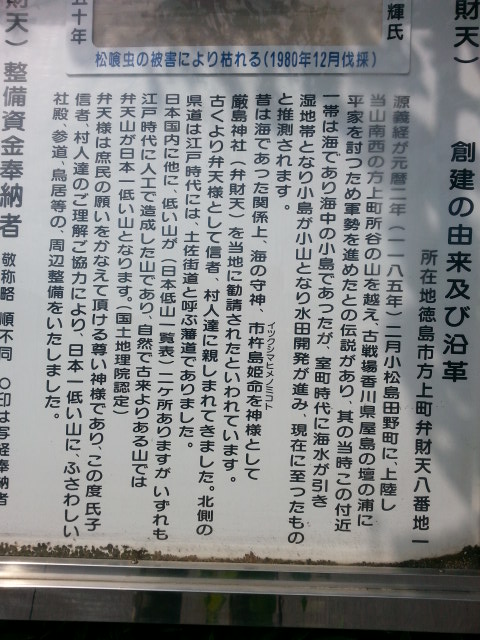 財天）
創建の由来及び沿革
所在地徳島市方上町弁財天八番地一
源義経が元暦二年（一一八五年）二月小松島田野町に、上陸し
当山南西の方上町所谷の山を越え、古戦場香川県屋島の壇の浦に
平家を討つため軍勢を進めたとの伝説があり、其の当時この付近
一帯は海であり海中の小島であったが、室町時代に海水が引き
湿地帯となり小島が小山となり水田開発が進み、現在に至ったもの
と推測されます。
昔は海であった関係上、海の守神、市杵島姫命を神様として
イツクシマヒメノミコト
厳島神社（弁財天）を当地に勧請されたといわれています。
古くより弁天様として信者、村人達に親しまれてきました。北側の
県道は江戸時代には、土佐街道と呼ぶ藩道でありました。
日本国内に他に、低い山が（日本低山一覧表）二ヶ所ありますがいずれも
江戸時代に人工で造成した山であり、自然で古来よりある山では
弁天山が日本一低い山となります。（国土地理院認定）
弁天様は庶民の願いをかなえて頂ける尊い神様であり、この度氏子
信者、村人達のご理解ご協力により、日本一低い山に、ふさわしい
社殿、参道、鳥居等の、周辺整備をいたしました。
輝氏
五十年
松喰虫の被害により枯れる（1980年12月伐採）
財天）整備資金奉納者
敬称略 順不同 〇印は写経奉納者